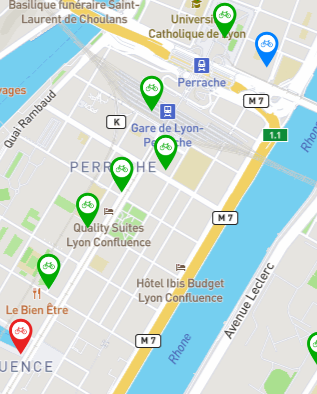 Basilique funéraire Saint-
Laurent de Choulans
Université
Catholique de Lyon
Perrache
M 7
Quai Rambaud
K
Gare de Lyon-
Perrache
1.1
Rhône
PERRACHE
M 7
Quality Suites
Lyon Confluence
Hôtel Ibis Budget
Lyon Confluence
Avenue Leclerc
Le Bien Être
M 7
Rhone
UENCE